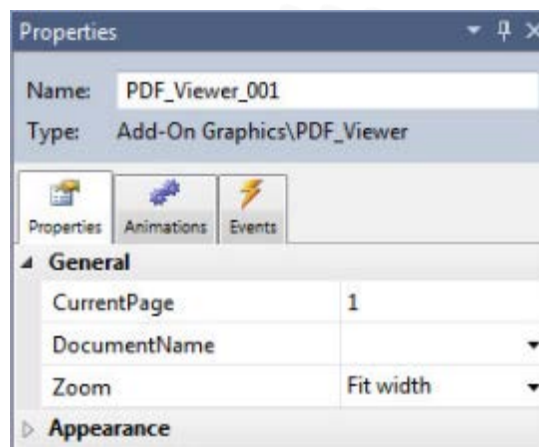 Properties
Name: PDF_Viewer_001
Type: Add-On Graphics\PDF_Viewer
Properties Animations Events
General
CurrentPage 1
DocumentName
Zoom Fit width
Appearance